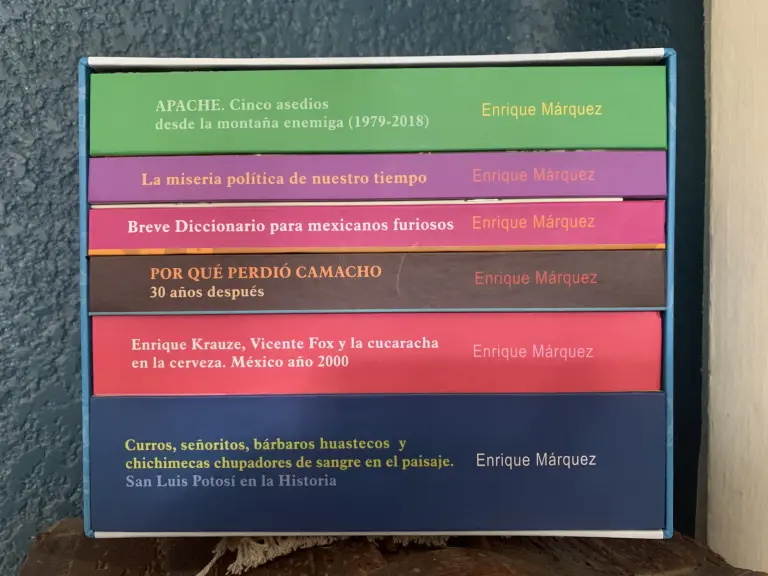 APACHE. Cinco asedios
desde la montaña enemiga (1979-2018)
Enrique Márquez
La miseria política de nuestro tiempo
Enrique Márquez
Breve Diccionario para mexicanos furiosos
Enrique Márquez
POR QUÉ PERDIÓ CAMACHO
30 años después
Enrique Márquez
Enrique Krauze, Vicente Fox y la cucaracha
en la cerveza. México año 2000
Enrique Márquez
Curros, señoritos, bárbaros huastecos y
chichimecas chupadores de sangre en el paisaje.
San Luis Potosí en la Historia
Enrique Márquez